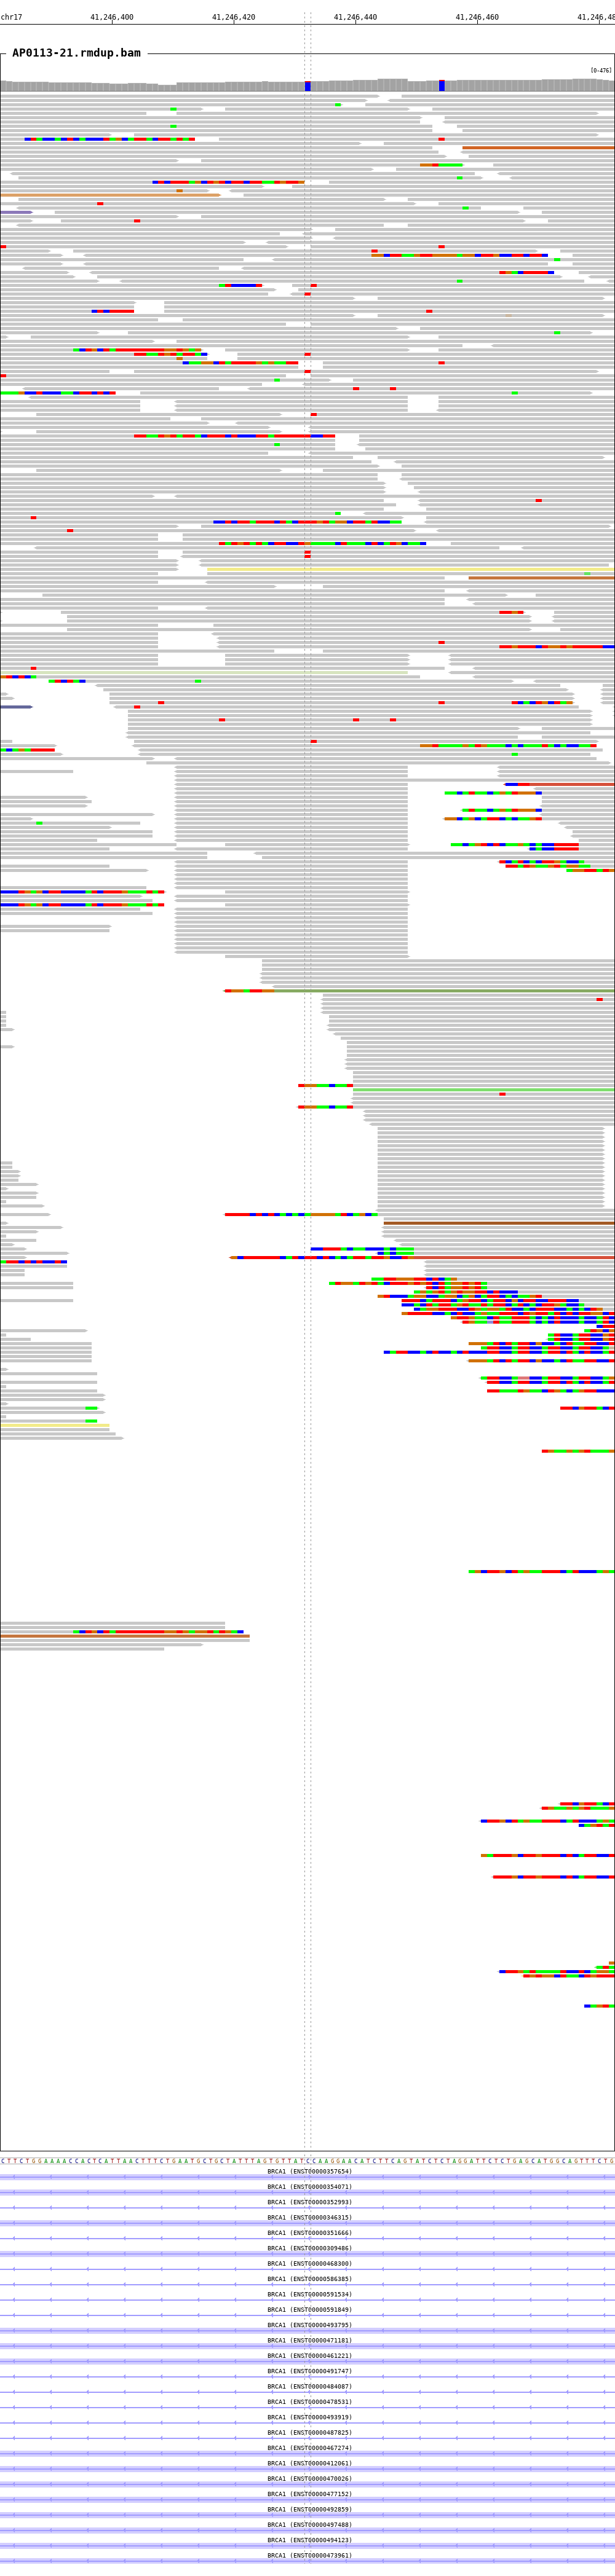 chr17 41,246,400 41,246,420 41,246,440 41,246,460 41,246,48
AP0113-21.rmdup.bam
[0-476]
CTTCTGGAAAACCACTCATTAACTTTCTGAATGCTGCTATTTAGTGTTATCCAAGGAACATCTTCAGTATCTCTAGGATTCTCTGAGCATGGCAGTTTCTG
BRCA1 (ENST00000357654)
BRCA1 (ENST00000354071)
BRCA1 (ENST00000352993)
BRCA1 (ENST00000346315)
BRCA1 (ENST00000351666)
BRCA1 (ENST00000309486)
BRCA1 (ENST00000468300)
BRCA1 (ENST00000586385)
BRCA1 (ENST00000591534)
BRCA1 (ENST00000591849)
BRCA1 (ENST00000493795)
BRCA1 (ENST00000471181)
BRCA1 (ENST00000461221)
BRCA1 (ENST00000491747)
BRCA1 (ENST00000484087)
BRCA1 (ENST00000478531)
BRCA1 (ENST00000493919)
BRCA1 (ENST00000487825)
BRCA1 (ENST00000467274)
BRCA1 (ENST00000412061)
BRCA1 (ENST00000470026)
BRCA1 (ENST00000477152)
BRCA1 (ENST00000492859)
BRCA1 (ENST00000497488)
BRCA1 (ENST00000494123)
BRCA1 (ENST00000473961)